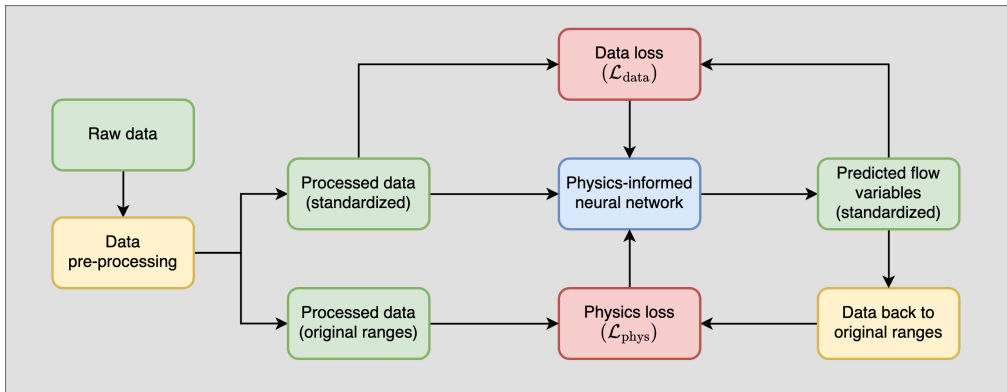 Data loss
(ℒdata)
Raw data
Processed data
(standardized)
Physics-informed
neural network
Predicted flow
variables
(standardized)
Data
pre-processing
Processed data
(original ranges)
Physics loss
(ℒphys)
Data back to
original ranges